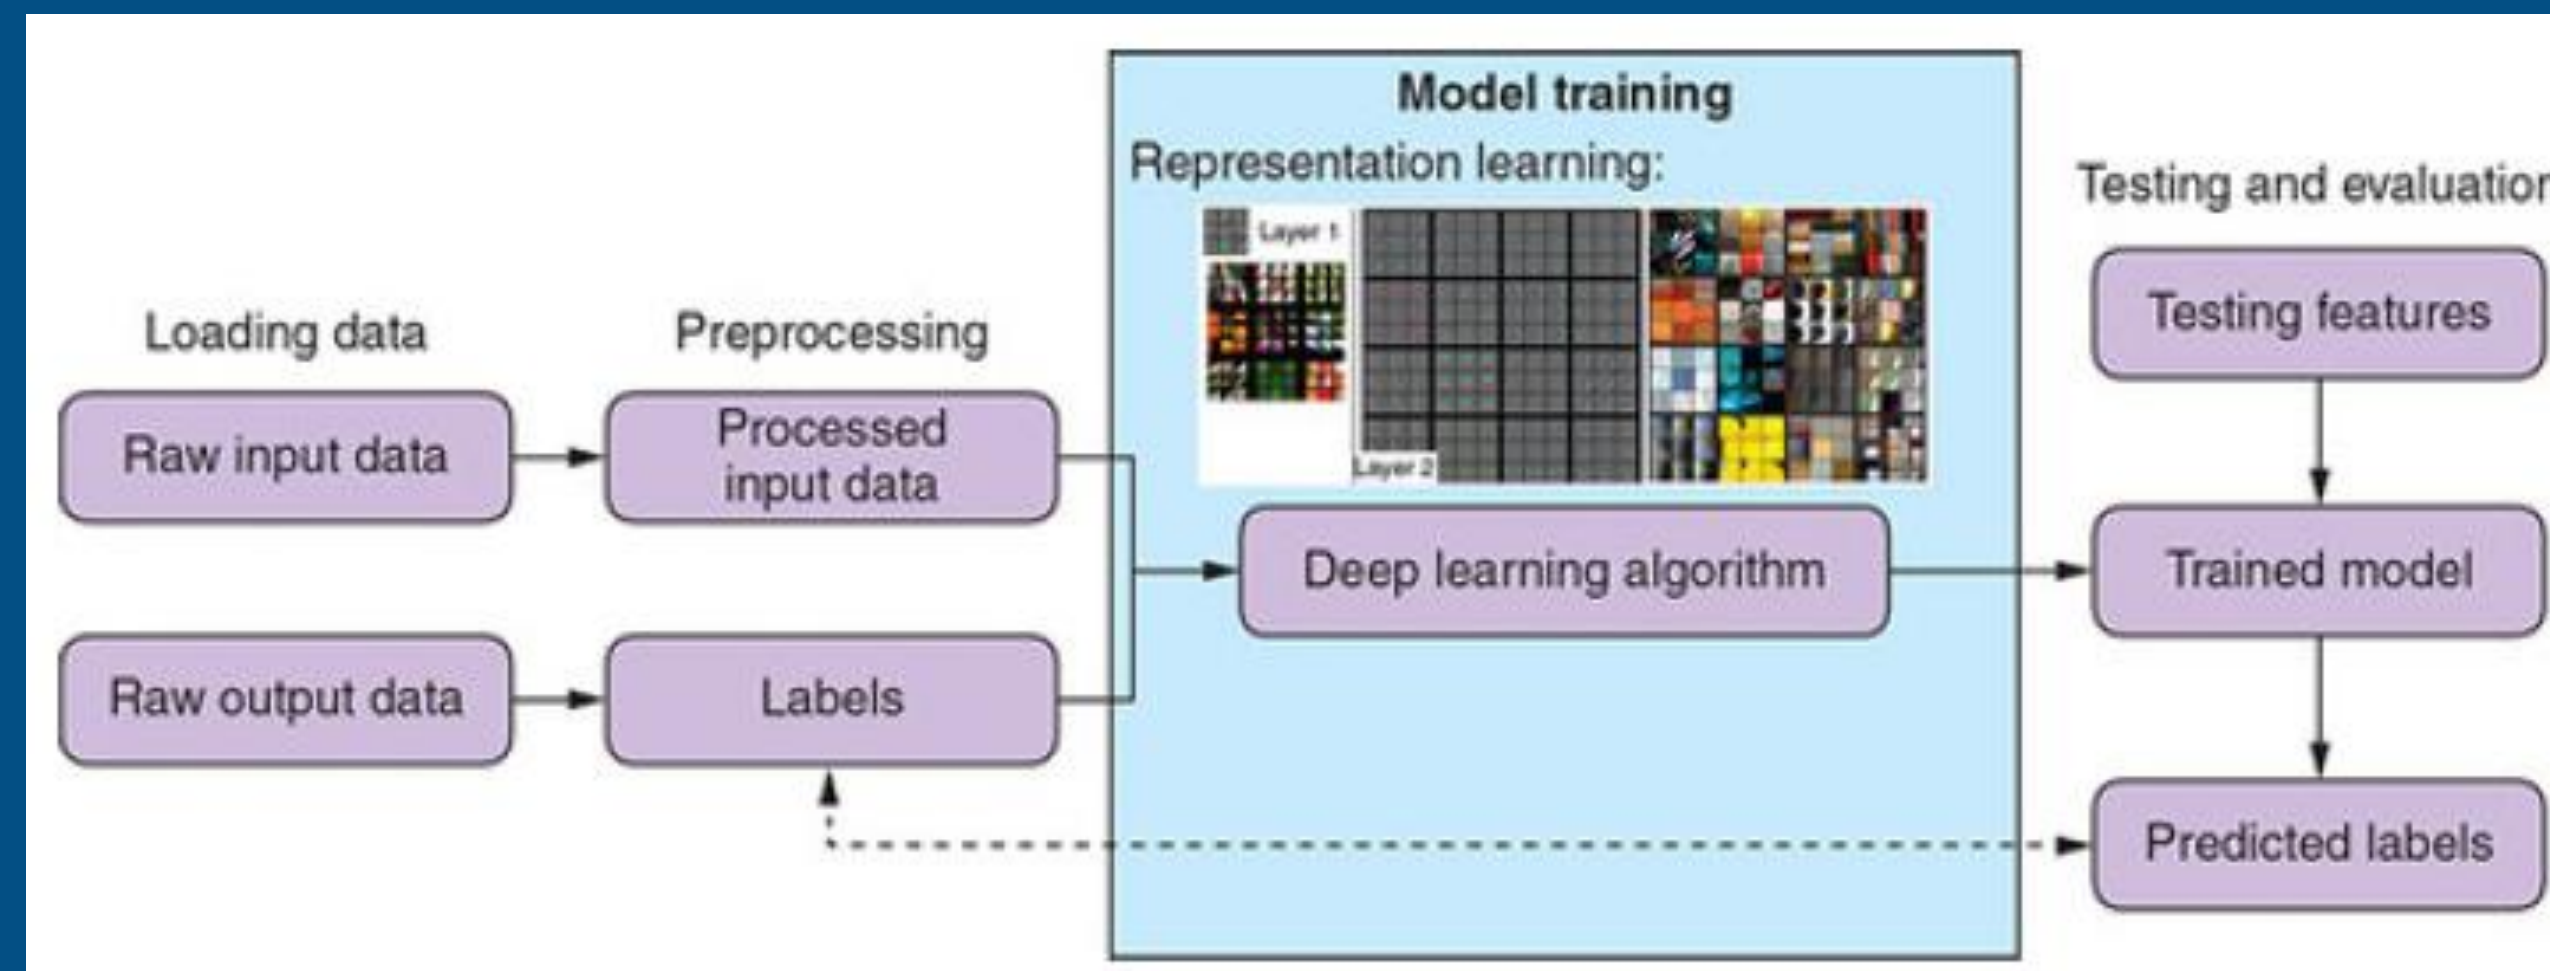 Model training
Representation learning:
Layer 1
Layer 2
Testing and evaluation
Loading data
Preprocessing
Testing features
Raw input data
Processed
input data
Deep learning algorithm
Trained model
Raw output data
Labels
Predicted labels